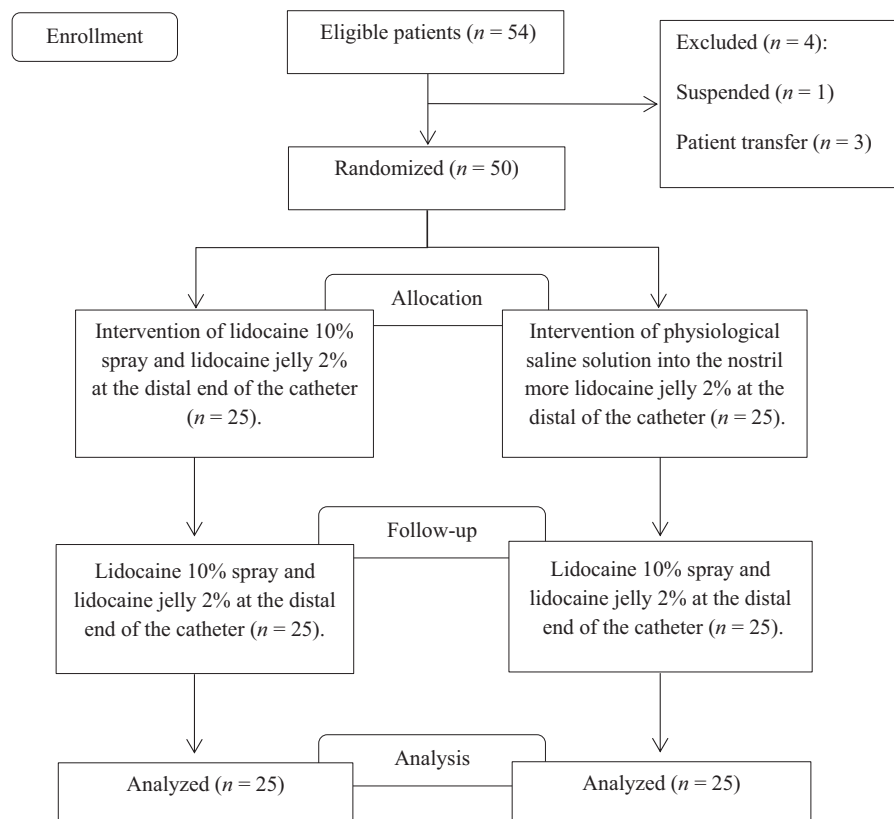 Enrollment
Eligible patients (n = 54)
Excluded (n = 4):
Suspended (n = 1)
Patient transfer (n = 3)
Randomized (n = 50)
Allocation
Intervention of lidocaine 10%
spray and lidocaine jelly 2%
at the distal end of the catheter
(n = 25).
Intervention of physiological
saline solution into the nostril
more lidocaine jelly 2% at the
distal of the catheter (n = 25).
Follow-up
Lidocaine 10% spray and
lidocaine jelly 2% at the distal
end of the catheter (n = 25).
Lidocaine 10% spray and
lidocaine jelly 2% at the distal
end of the catheter (n = 25).
Analysis
Analyzed (n = 25)
Analyzed (n = 25)